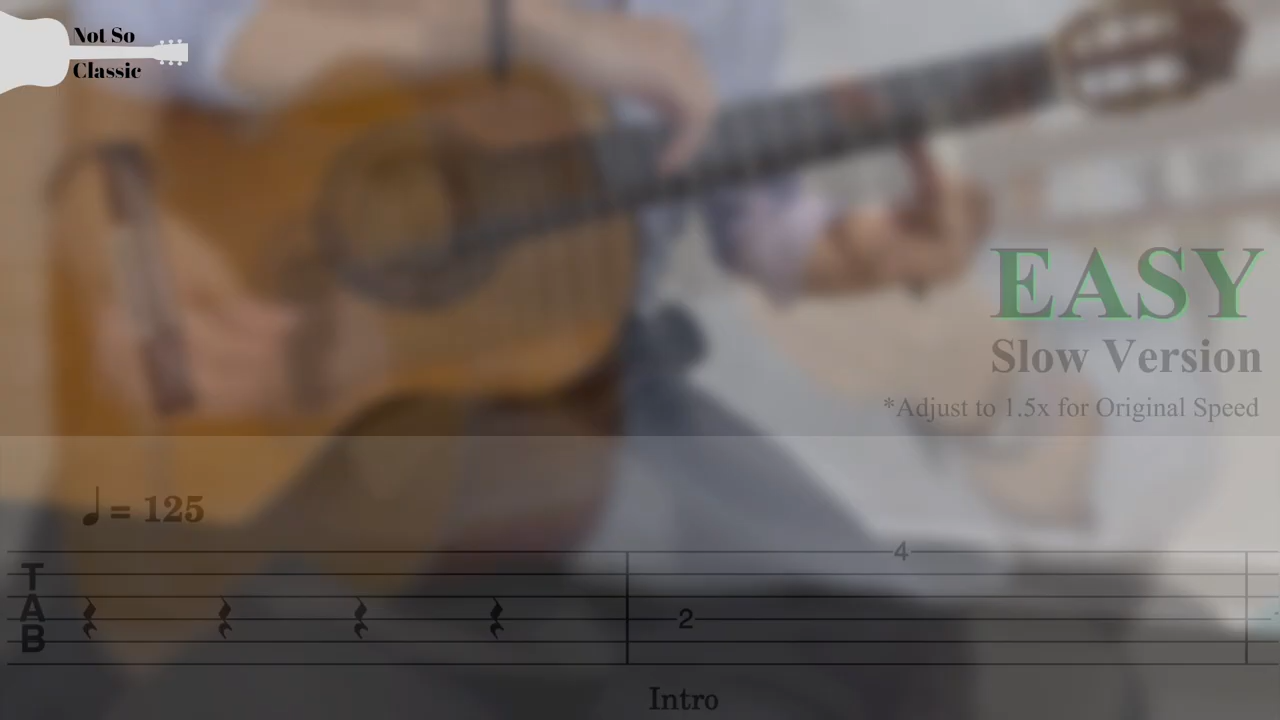 Not So
Classic
EASY
Slow Version
*Adjust to 1.5x for Original Speed
♩ = 125
4
T
A
B
2
Intro